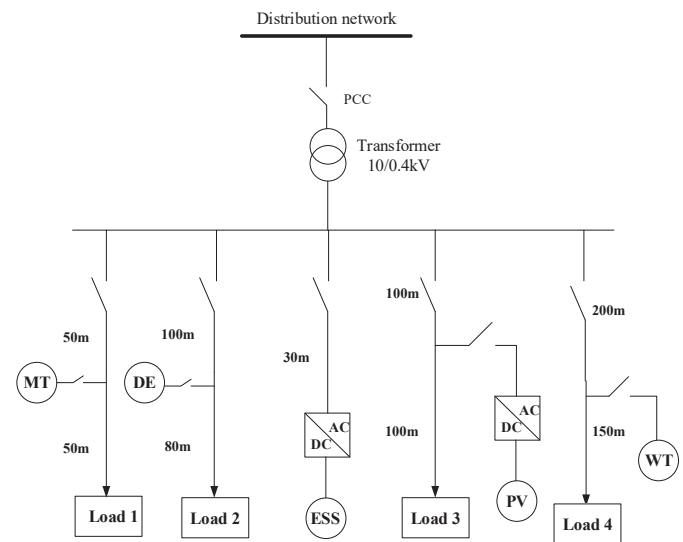 Distribution network
PCC
Transformer
10/0.4kV
100m
200m
50m
100m
30m
MT
DE
AC
DC
AC
DC
50m
80m
100m
150m
WT
PV
Load 1
Load 2
ESS
Load 3
Load 4